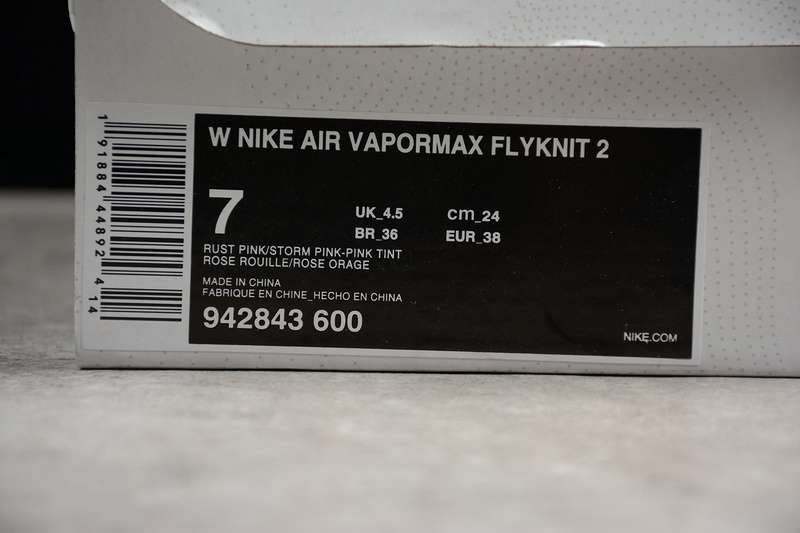 W NIKE AIR VAPORMAX FLYKNIT 2
7
UK_4.5 cm_24
BR_36 EUR_38
RUST PINK/STORM PINK-PINK TINT
ROSE ROUILLE/ROSE ORAGE
MADE IN CHINA
FABRIQUE EN CHINE_HECHO EN CHINA
942843 600
NIKE.COM
1 91884 44892 4 14